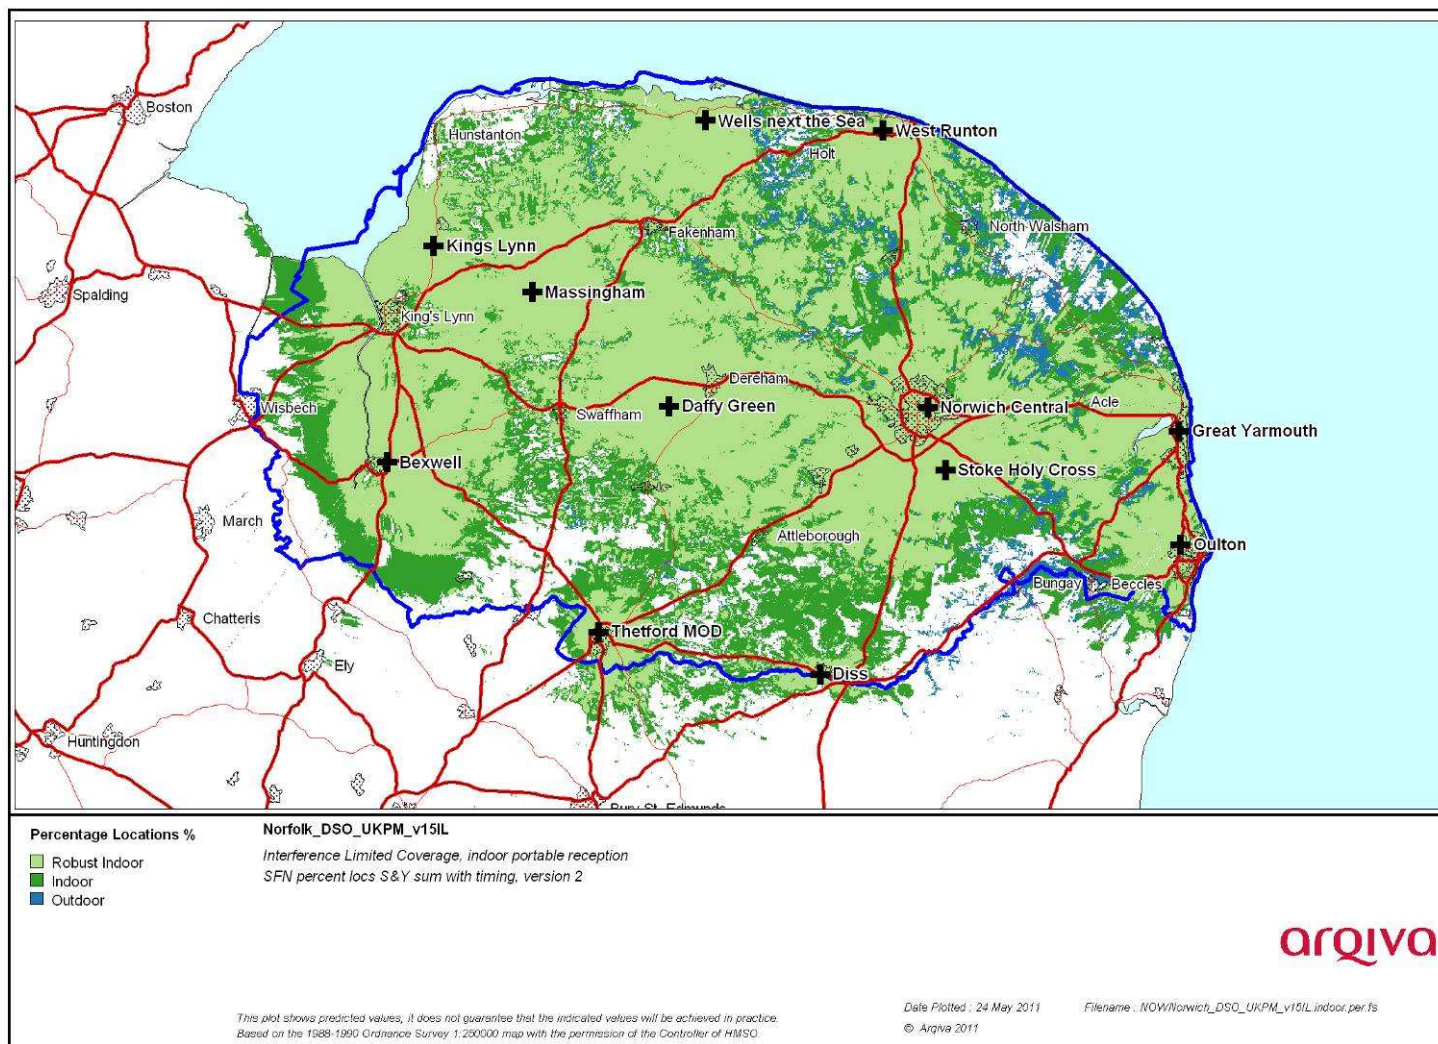 Boston
Hunstanton
Wells next the Sea
West Runton
Holt
Kings Lynn
Fakenham
North Walsham
Spalding
Massingham
King's Lynn
Dereham
Wisbech
Swaffham
Daffy Green
Norwich Central
Acle
Great Yarmouth
Bexwell
Stoke Holy Cross
March
Attleborough
Oulton
Bungay
Beccles
Chatteris
Thetford MOD
Ely
Diss
Huntingdon
Bury St. Edmunds
Percentage Locations %
Robust Indoor
Indoor
Outdoor
Norfolk_DSO_UKPM_v15IL
Interference Limited Coverage, indoor portable reception
SFN percent locs S&Y sum with timing, version 2
arqiva
This plot shows predicted values; it does not guarantee that the indicated values will be achieved in practice.
Based on the 1988-1990 Ordnance Survey 1:250000 map with the permission of the Controller of HMSO.
Date Plotted : 24 May 2011
© Arqiva 2011
Filename : NOW/Norwich_DSO_UKPM_v15IL.indoor.per.fs